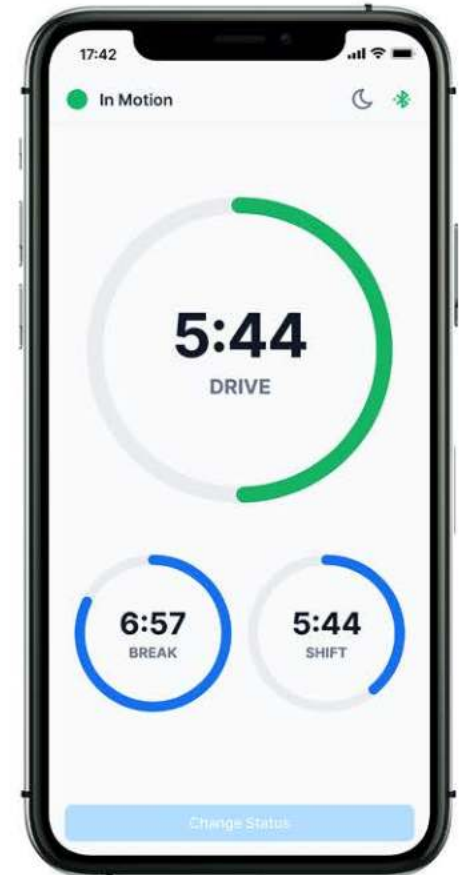 17:42
In Motion
5:44
DRIVE
6:57
BREAK
5:44
SHIFT
Change Status